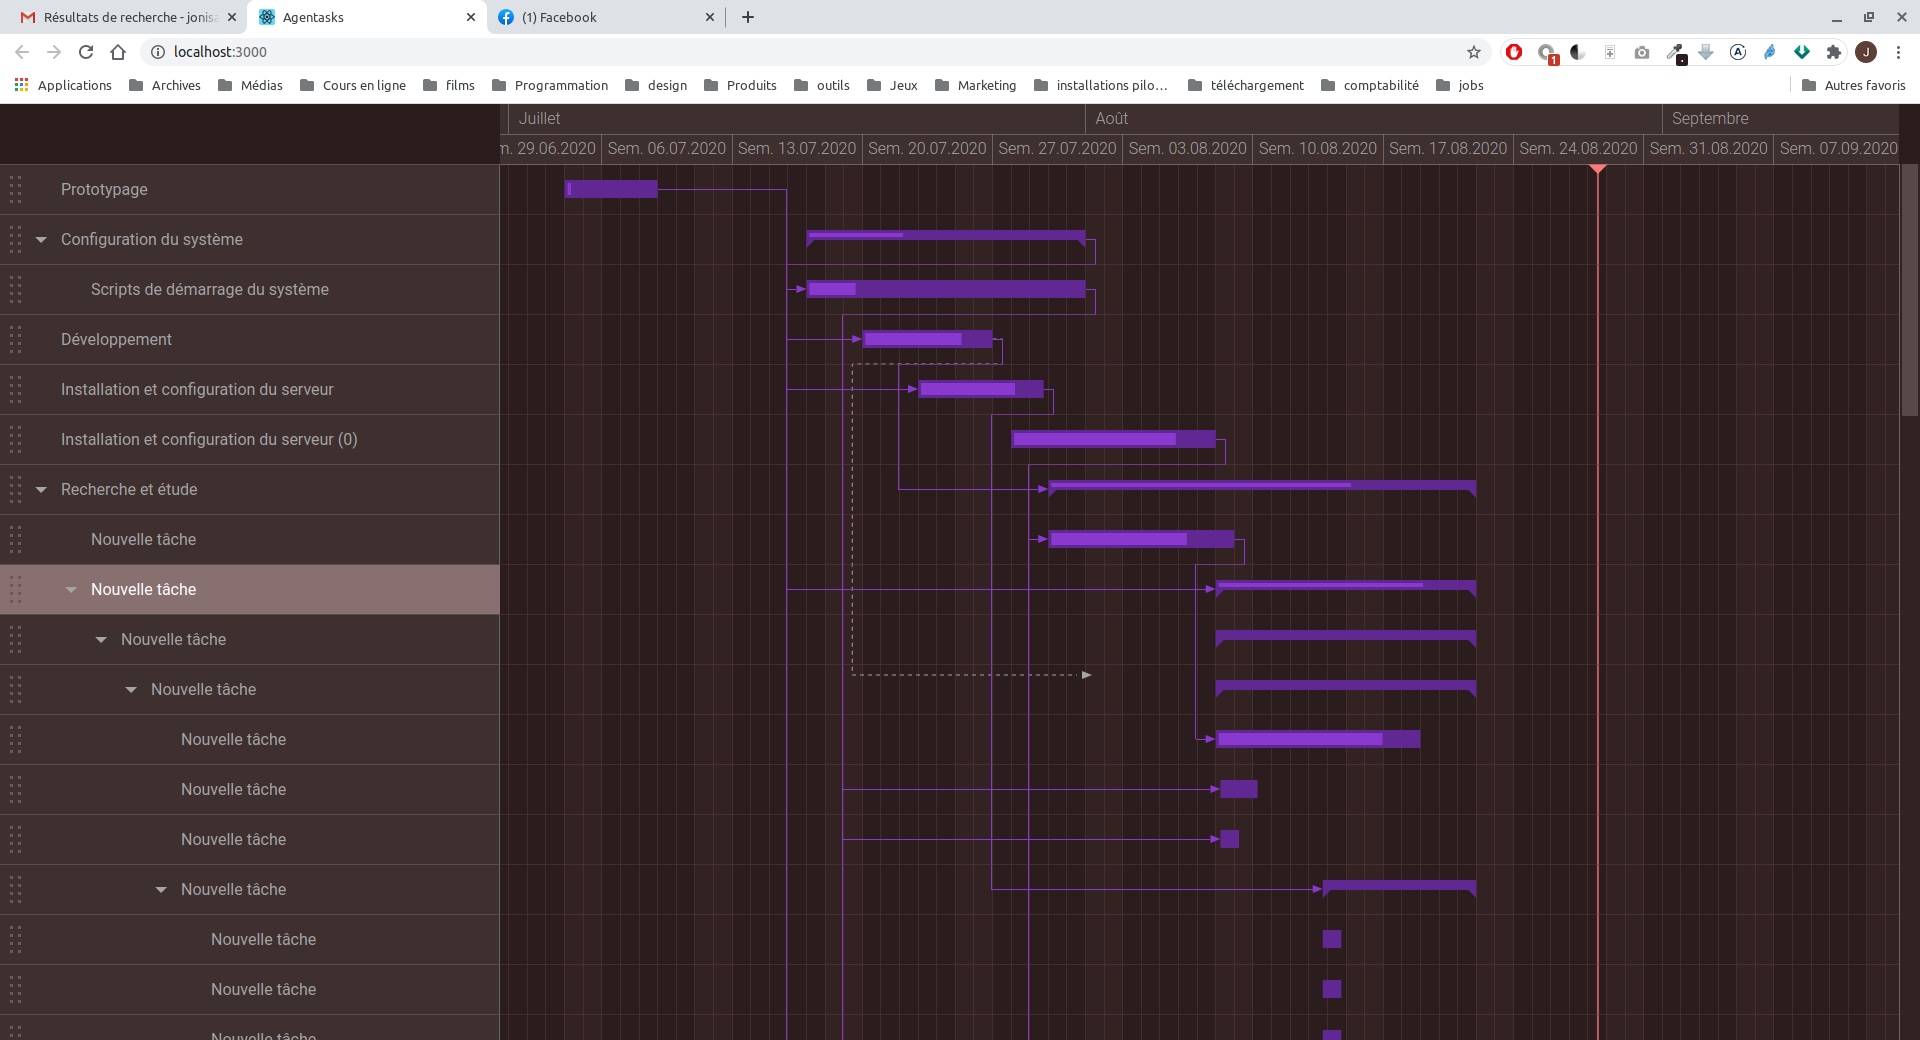 Résultats de recherche - jonisa
Agentasks
(1) Facebook
localhost:3000
1
J
Applications
Archives
Médias
Cours en ligne
films
Programmation
design
Produits
outils
Jeux
Marketing
installations pilo...
téléchargement
comptabilité
jobs
Autres favoris
Juillet
Août
Septembre
m. 29.06.2020
Sem. 06.07.2020
Sem. 13.07.2020
Sem. 20.07.2020
Sem. 27.07.2020
Sem. 03.08.2020
Sem. 10.08.2020
Sem. 17.08.2020
Sem. 24.08.2020
Sem. 31.08.2020
Sem. 07.09.2020
Prototypage
Configuration du système
Scripts de démarrage du système
Développement
Installation et configuration du serveur
Installation et configuration du serveur (0)
Recherche et étude
Nouvelle tâche
Nouvelle tâche
Nouvelle tâche
Nouvelle tâche
Nouvelle tâche
Nouvelle tâche
Nouvelle tâche
Nouvelle tâche
Nouvelle tâche
Nouvelle tâche
Nouvelle tâche